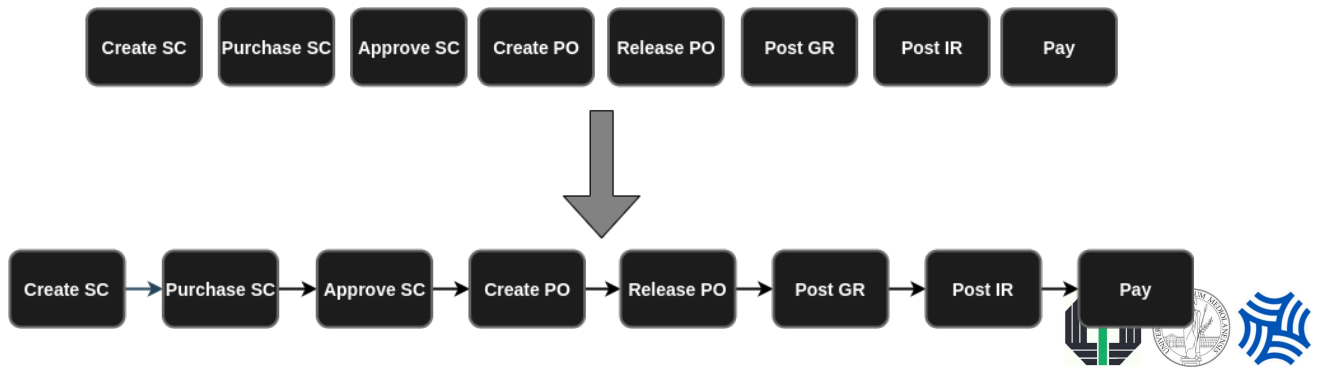 Create SC
Purchase SC
Approve SC
Create PO
Release PO
Post GR
Post IR
Pay
Create SC
Purchase SC
Approve SC
Create PO
Release PO
Post GR
Post IR
Pay
MEDIOLANENSIS